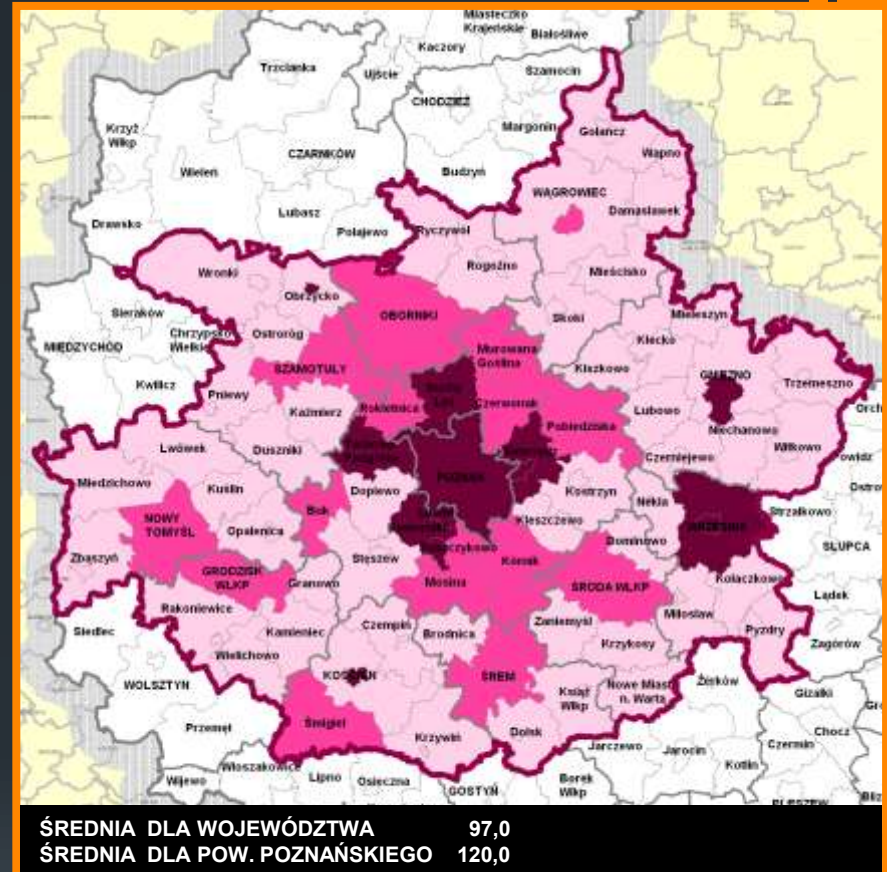 Miasteczko
Krajeńskie
Białośliwe
Kaczory
Trzcianka
Ujście
Szamocin
CHODZIEŻ
Krzyż
Wlkp
Margonin
Gołańcz
CZARNKÓW
Wapno
Wieleń
Budzyń
WĄGROWIEC
Damasławek
Lubasz
Drawsko
Połajewo
Ryczywół
Wronki
Rogoźno
Mieścisko
Obrzycko
Sieraków
OBORNIKI
Skoki
Mieleszyn
Ostroróg
Chrzypsko
Wielkie
MIĘDZYCHÓD
Murowana
Goślina
Kłecko
SZAMOTUŁY
Kiszkowo
GNIEZNO
Trzemeszno
Kwilcz
Pniewy
Rokietnica
Czerwonak
Kaźmierz
Łubowo
Pobiedziska
Niechanowo
Witkowo
Lwówek
Duszniki
POZNAŃ
Czerniejewo
Miedzichowo
Kuślin
Dopiewo
Kostrzyn
Nekla
Buk
Strzałkowo
NOWY
TOMYŚL
Opalenica
Kleszczewo
WRZEŚNIA
Dominowo
SŁUPCA
Zbąszyń
Stęszew
Kórnik
GRODZISK
WLKP
Granowo
Mosina
ŚRODA WLKP
Kołaczkowo
Lądek
Rakoniewice
Miłosław
Czempiń
Zaniemyśl
Siedlec
Kamieniec
Brodnica
Pyzdry
Wielichowo
Krzykosy
Zagórów
KOŚCIAN
ŚREM
WOLSZTYN
Książ
Wlkp
Nowe Miast
n. Wartą
Żerków
Gizałki
Przemęt
Śmigiel
Krzywiń
Dolsk
Chocz
Jaraczewo
Jarocin
Czermin
Włoszakowice
Kotlin
Wijewo
Lipno
Osieczna
GOSTYŃ
Borek
Wlkp
PLESZEW
ŚREDNIA DLA WOJEWÓDZTWA 97,0
ŚREDNIA DLA POW. POZNAŃSKIEGO 120,0